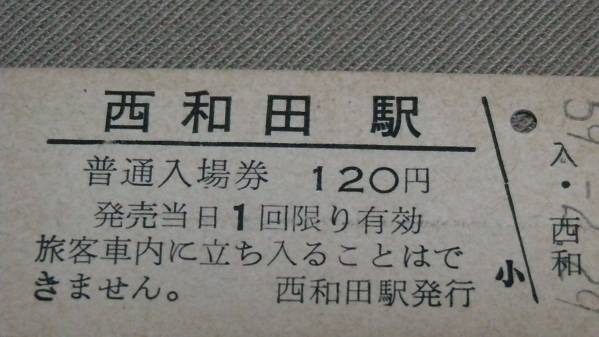 西和田駅
普通入場券 120円
発売当日1回限り有効
旅客車内に立ち入ることはで
きません。 西和田駅発行
小
入・西和